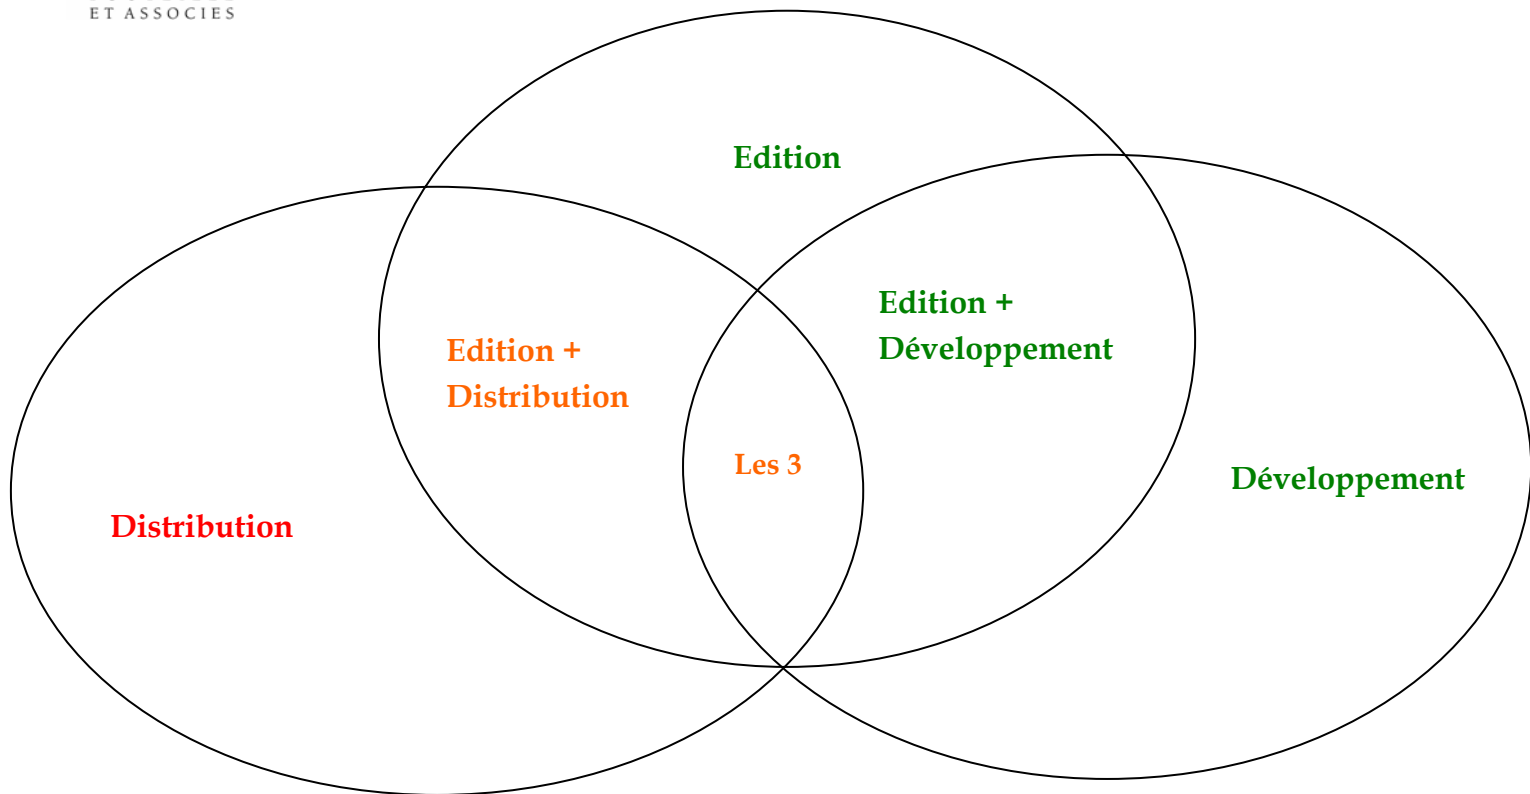 ET ASSOCIES
Edition
Edition +
Développement
Edition +
Distribution
Les 3
Développement
Distribution